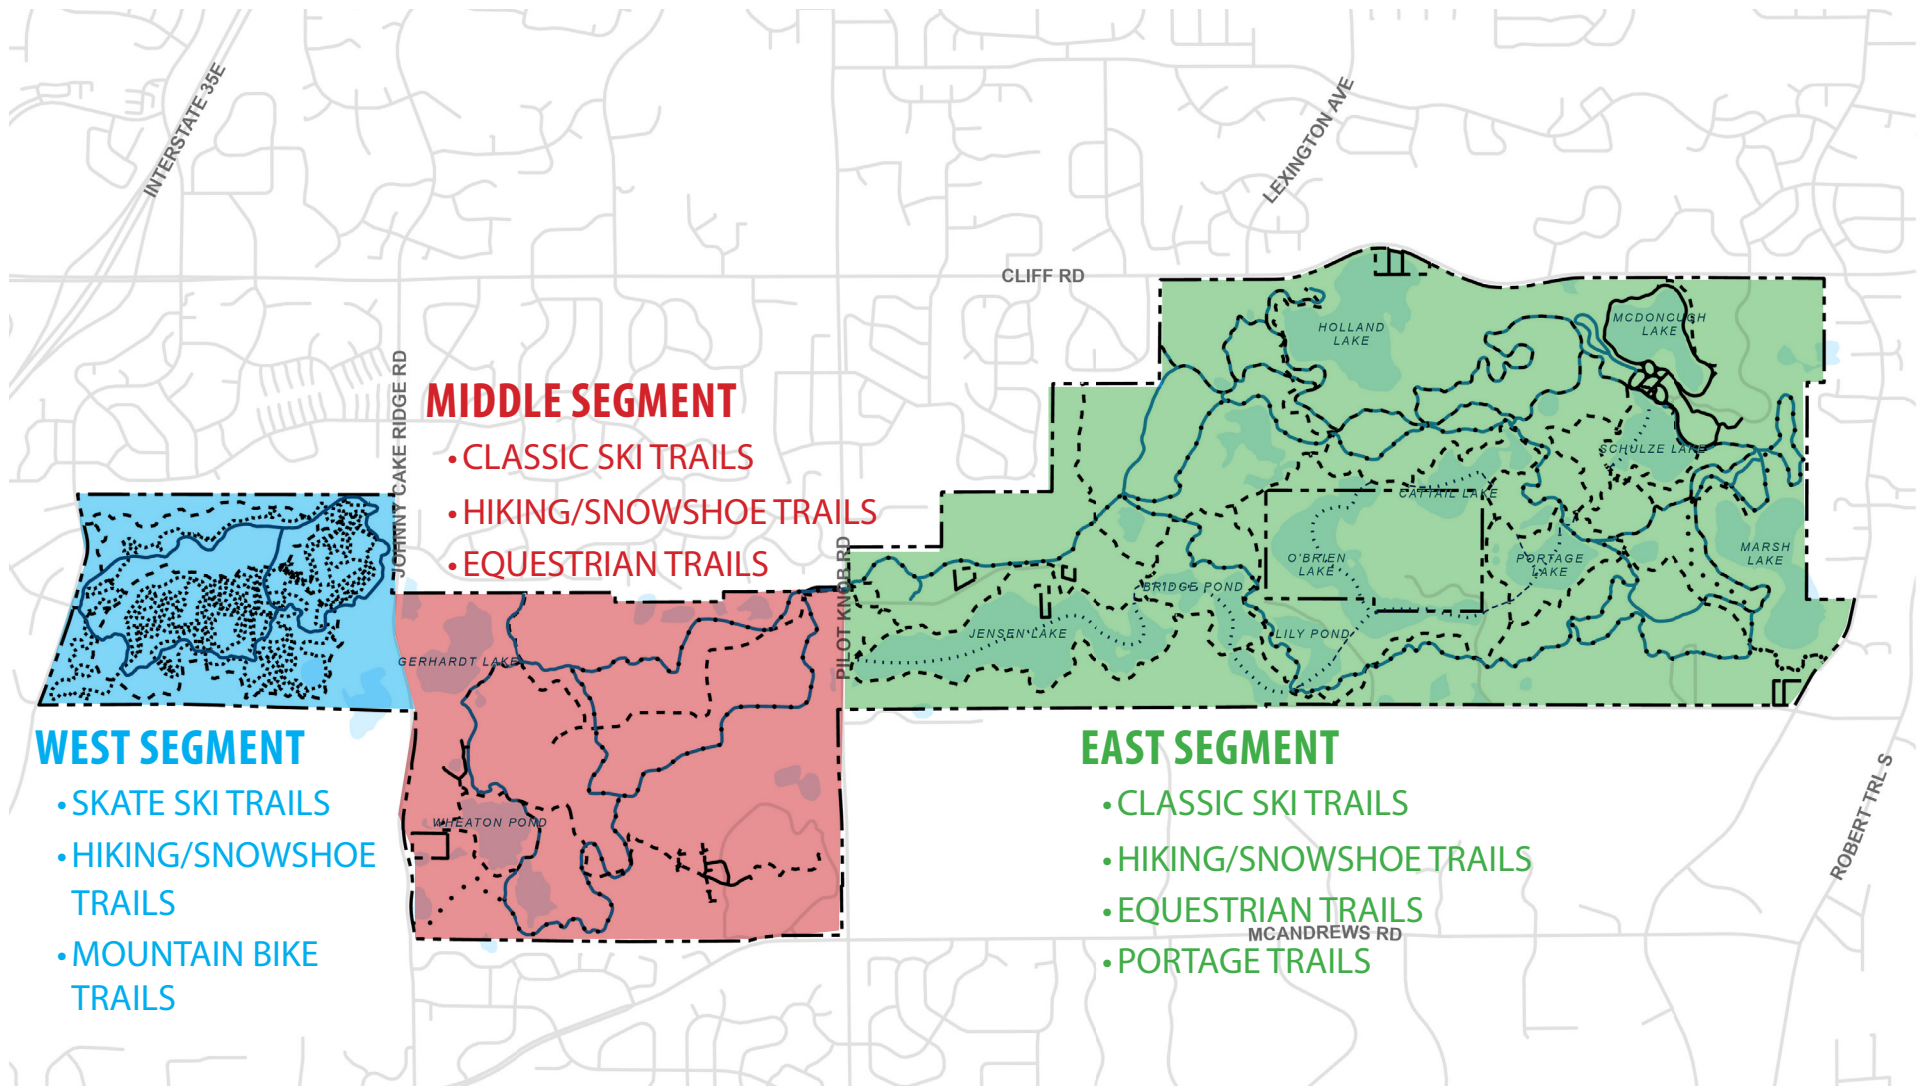 INTERSTATE 35E
LEXINGTON AVE
CLIFF RD
HOLLAND
LAKE
MCDONOUGH
LAKE
JOHNNY CAKE RIDGE RD
MIDDLE SEGMENT
• CLASSIC SKI TRAILS
• HIKING/SNOWSHOE TRAILS
• EQUESTRIAN TRAILS
SCHULZE LAKE
CATTAIL LAKE
O'BRIEN
LAKE
PORTAGE
LAKE
MARSH
LAKE
BRIDGE POND
JENSEN LAKE
LILY POND
PILOT KNOB RD
GERHARDT LAKE
WHEATON POND
WEST SEGMENT
• SKATE SKI TRAILS
• HIKING/SNOWSHOE
TRAILS
• MOUNTAIN BIKE
TRAILS
EAST SEGMENT
• CLASSIC SKI TRAILS
• HIKING/SNOWSHOE TRAILS
• EQUESTRIAN TRAILS
MCANDREWS RD
• PORTAGE TRAILS
ROBERT TRL S